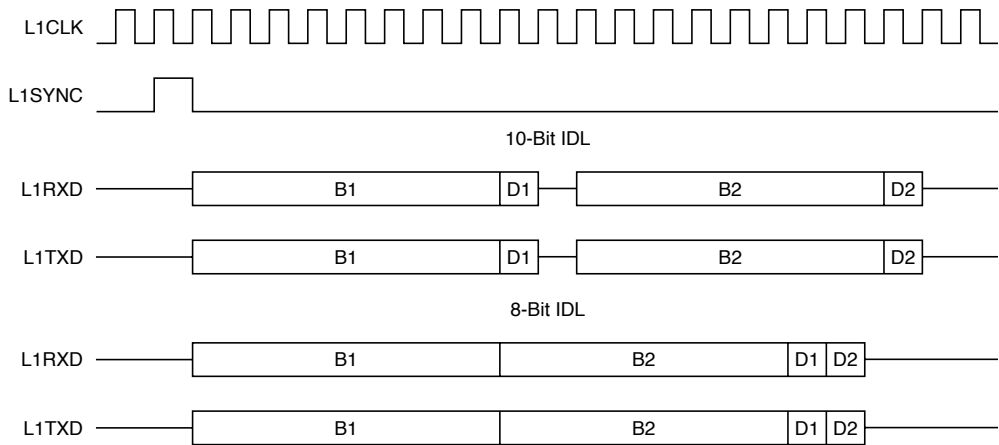 L1CLK
L1SYNC
10-Bit IDL
L1RXD B1 D1 B2 D2
L1TXD B1 D1 B2 D2
8-Bit IDL
L1RXD B1 B2 D1 D2
L1TXD B1 B2 D1 D2